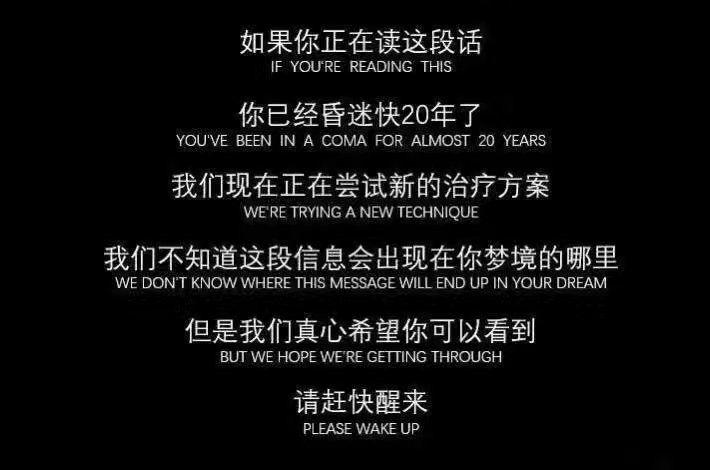 如果你正在读这段话
IF YOU'RE READING THIS
你已经昏迷快20年了
YOU'VE BEEN IN A COMA FOR ALMOST 20 YEARS
我们现在正在尝试新的治疗方案
WE'RE TRYING A NEW TECHNIQUE
我们不知道这段信息会出现在你梦境的哪里
WE DON'T KNOW WHERE THIS MESSAGE WILL END UP IN YOUR DREAM
但是我们真心希望你可以看到
BUT WE HOPE WE'RE GETTING THROUGH
请赶快醒来
PLEASE WAKE UP